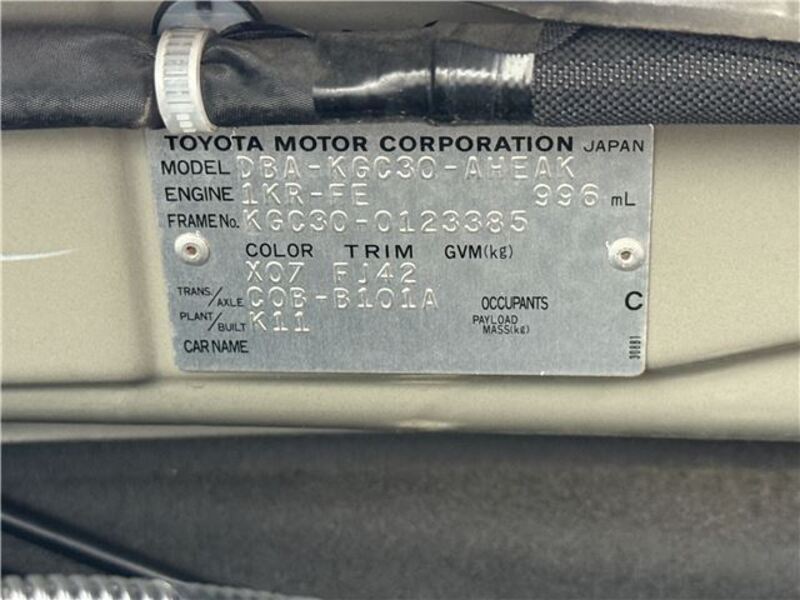 TOYOTA MOTOR CORPORATION JAPAN
MODEL DBA-KGC30-AHEAK
ENGINE 1KR-FE 996 mL
FRAME No. KGC30-0123385
COLOR TRIM GVM(kg)
X07 FJ42
TRANS./AXLE C0B-B101A OCCUPANTS C
PLANT/BUILT K11 PAYLOAD MASS(kg)
CAR NAME
30881